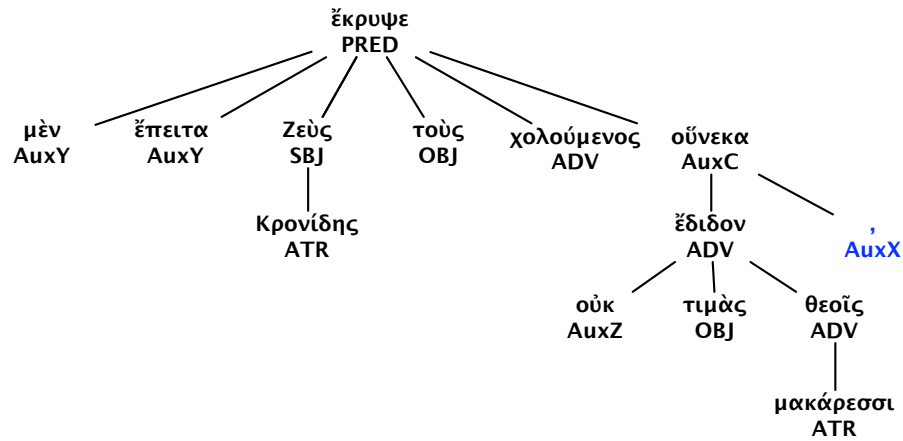 ἔκρυψε
PRED
μὲν ἔπειτα Ζεὺς τοὺς χολούμενος οὕνεκα
AuxY AuxY SBJ OBJ ADV AuxC
Κρονίδης ἔδιδον ,
ATR ADV AuxX
οὐκ τιμὰς θεοῖς
AuxZ OBJ ADV
μακάρεσσι
ATR